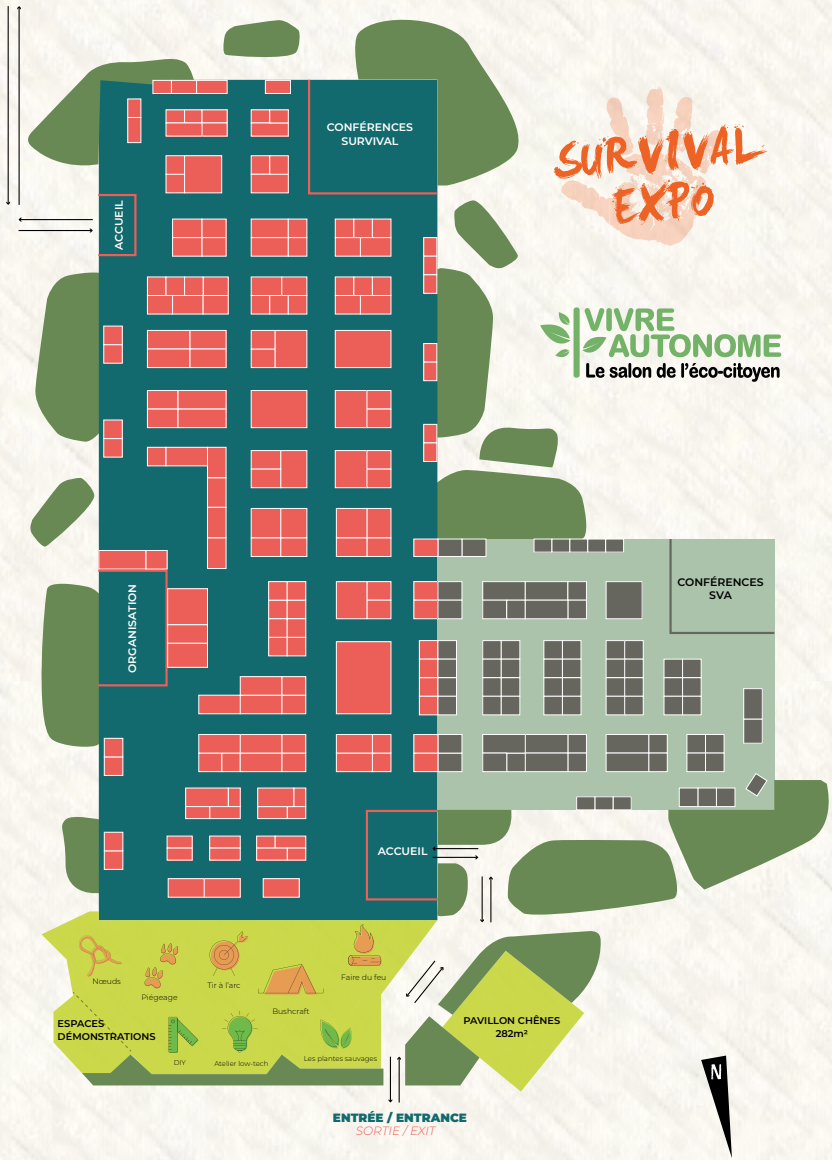 CONFÉRENCES
SURVIVAL
SURVIVAL
EXPO
ACCUEIL
VIVRE
AUTONOME
Le salon de l'éco-citoyen
CONFÉRENCES
SVA
ORGANISATION
ACCUEIL
Nœuds
Piégeage
Tir à l'arc
Bushcraft
Faire du feu
ESPACES
DÉMONSTRATIONS
DIY
Atelier low-tech
Les plantes sauvages
PAVILLON CHÊNES
282m²
N
ENTRÉE / ENTRANCE
SORTIE / EXIT